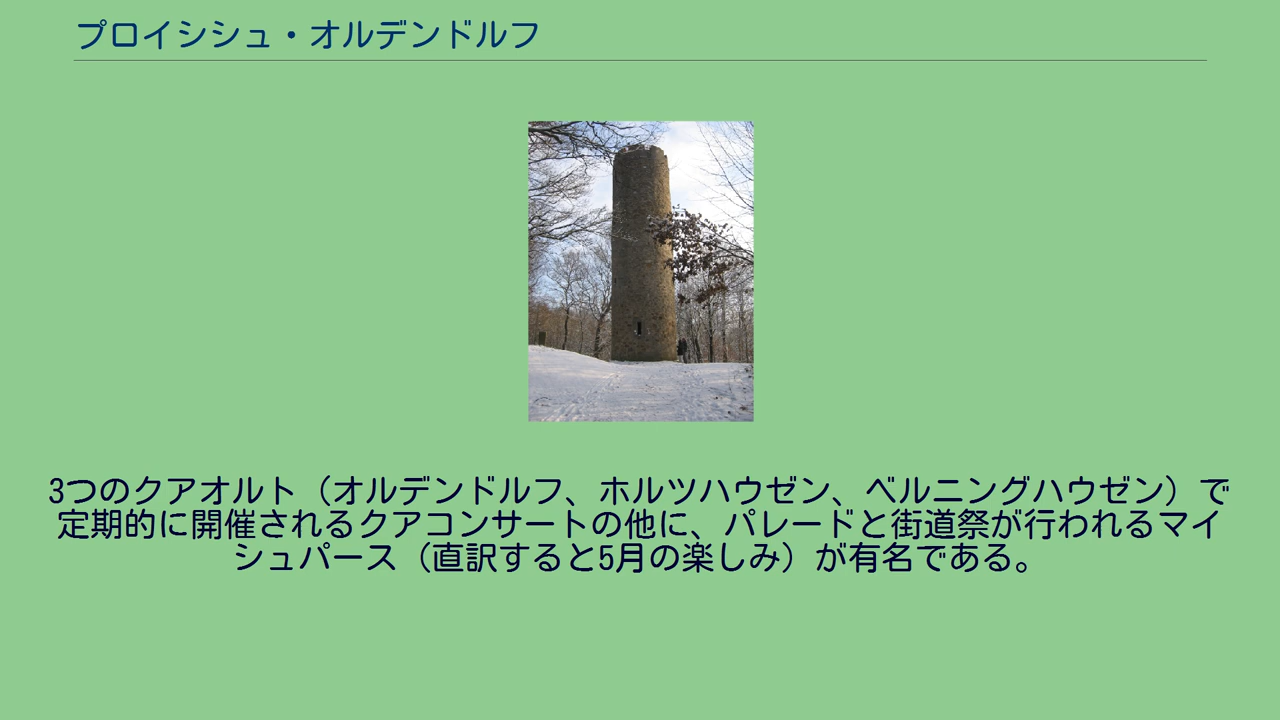 プロイシシュ・オルデンドルフ
3つのクアオルト（オルデンドルフ、ホルツハウゼン、ベルニングハウゼン）で
定期的に開催されるクアコンサートの他に、パレードと街道祭が行われるマイ
シュパース（直訳すると5月の楽しみ）が有名である。